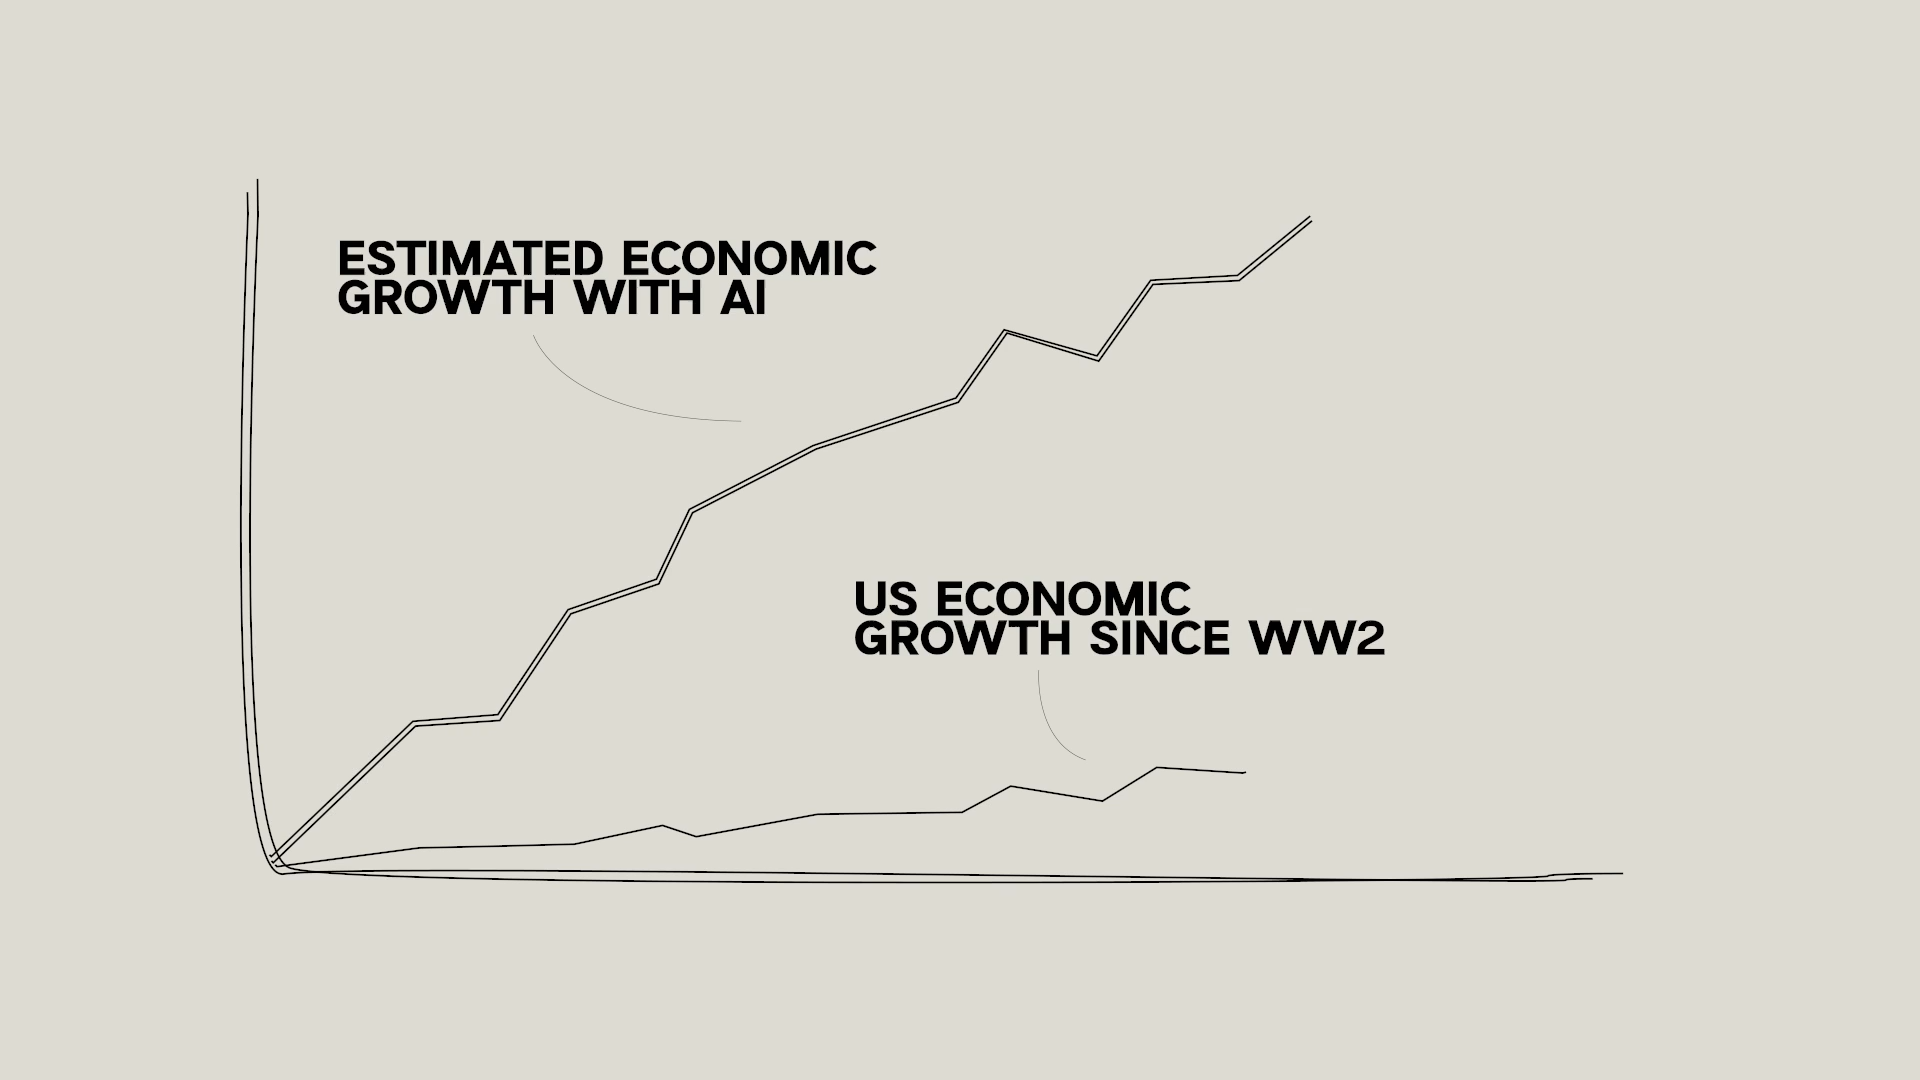 ESTIMATED ECONOMIC
GROWTH WITH AI
US ECONOMIC
GROWTH SINCE WW2